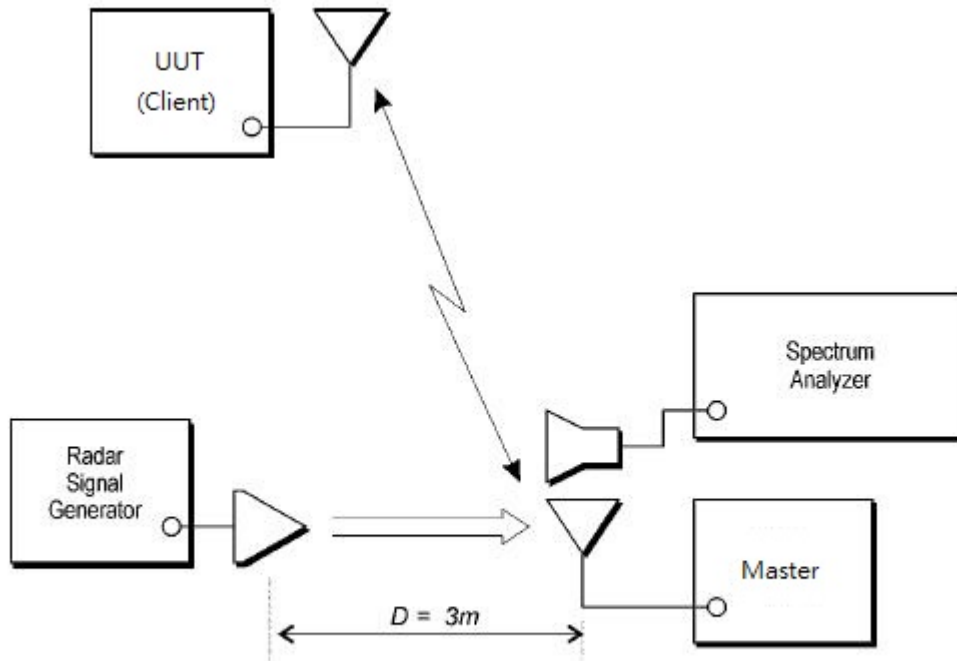 UUT
(Client)
Spectrum
Analyzer
Radar
Signal
Generator
Master
D = 3m